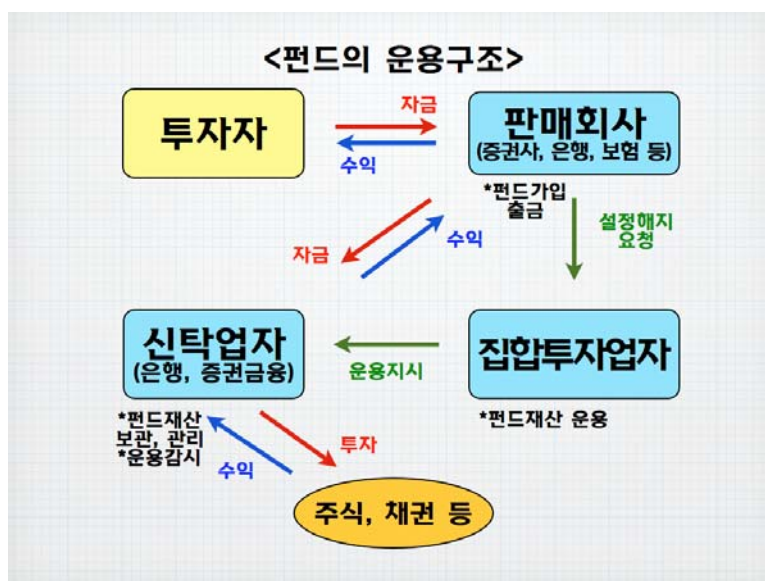 <펀드의 운용구조>
투자자
자금
수익
판매회사
(증권사, 은행, 보험 등)
*펀드가입
출금
설정해지
요청
자금
수익
신탁업자
(은행, 증권금융)
운용지시
집합투자업자
*펀드재산
보관, 관리
*운용감시
*펀드재산 운용
투자
수익
주식, 채권 등